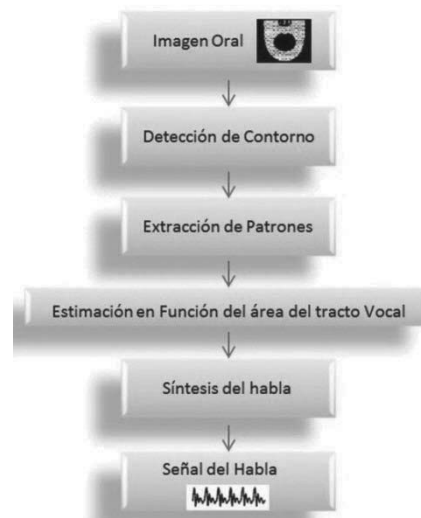 Imagen Oral
Detección de Contorno
Extracción de Patrones
Estimación en Función del área del tracto Vocal
Síntesis del habla
Señal del Habla